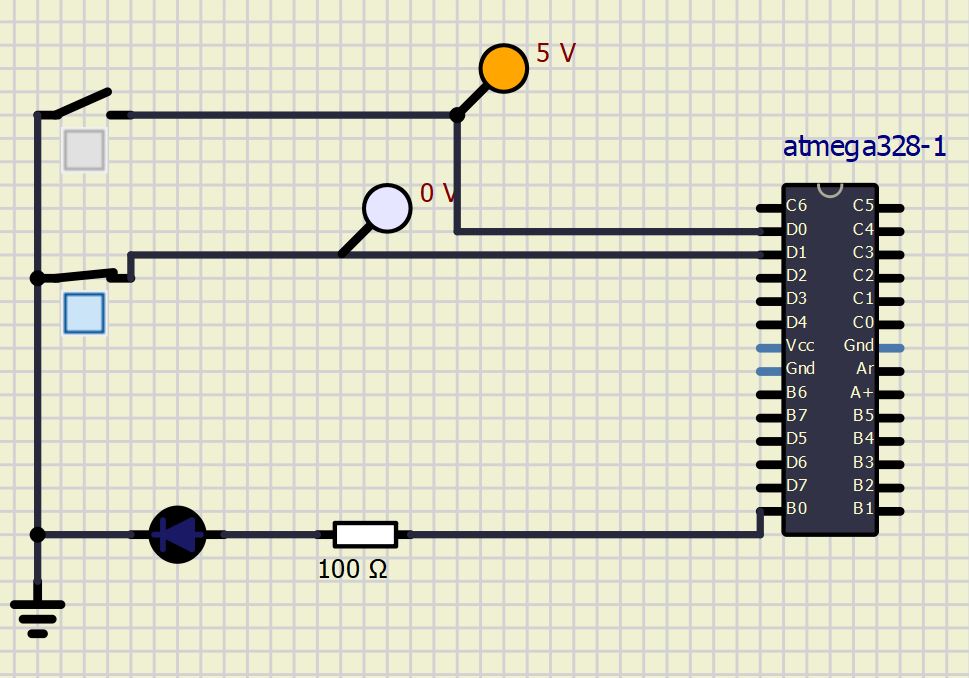 5 V
0 V
atmega328-1
C6 C5
D0 C4
D1 C3
D2 C2
D3 C1
D4 C0
Vcc Gnd
Gnd Ar
B6 A+
B7 B5
D5 B4
D6 B3
D7 B2
B0 B1
100 Ω